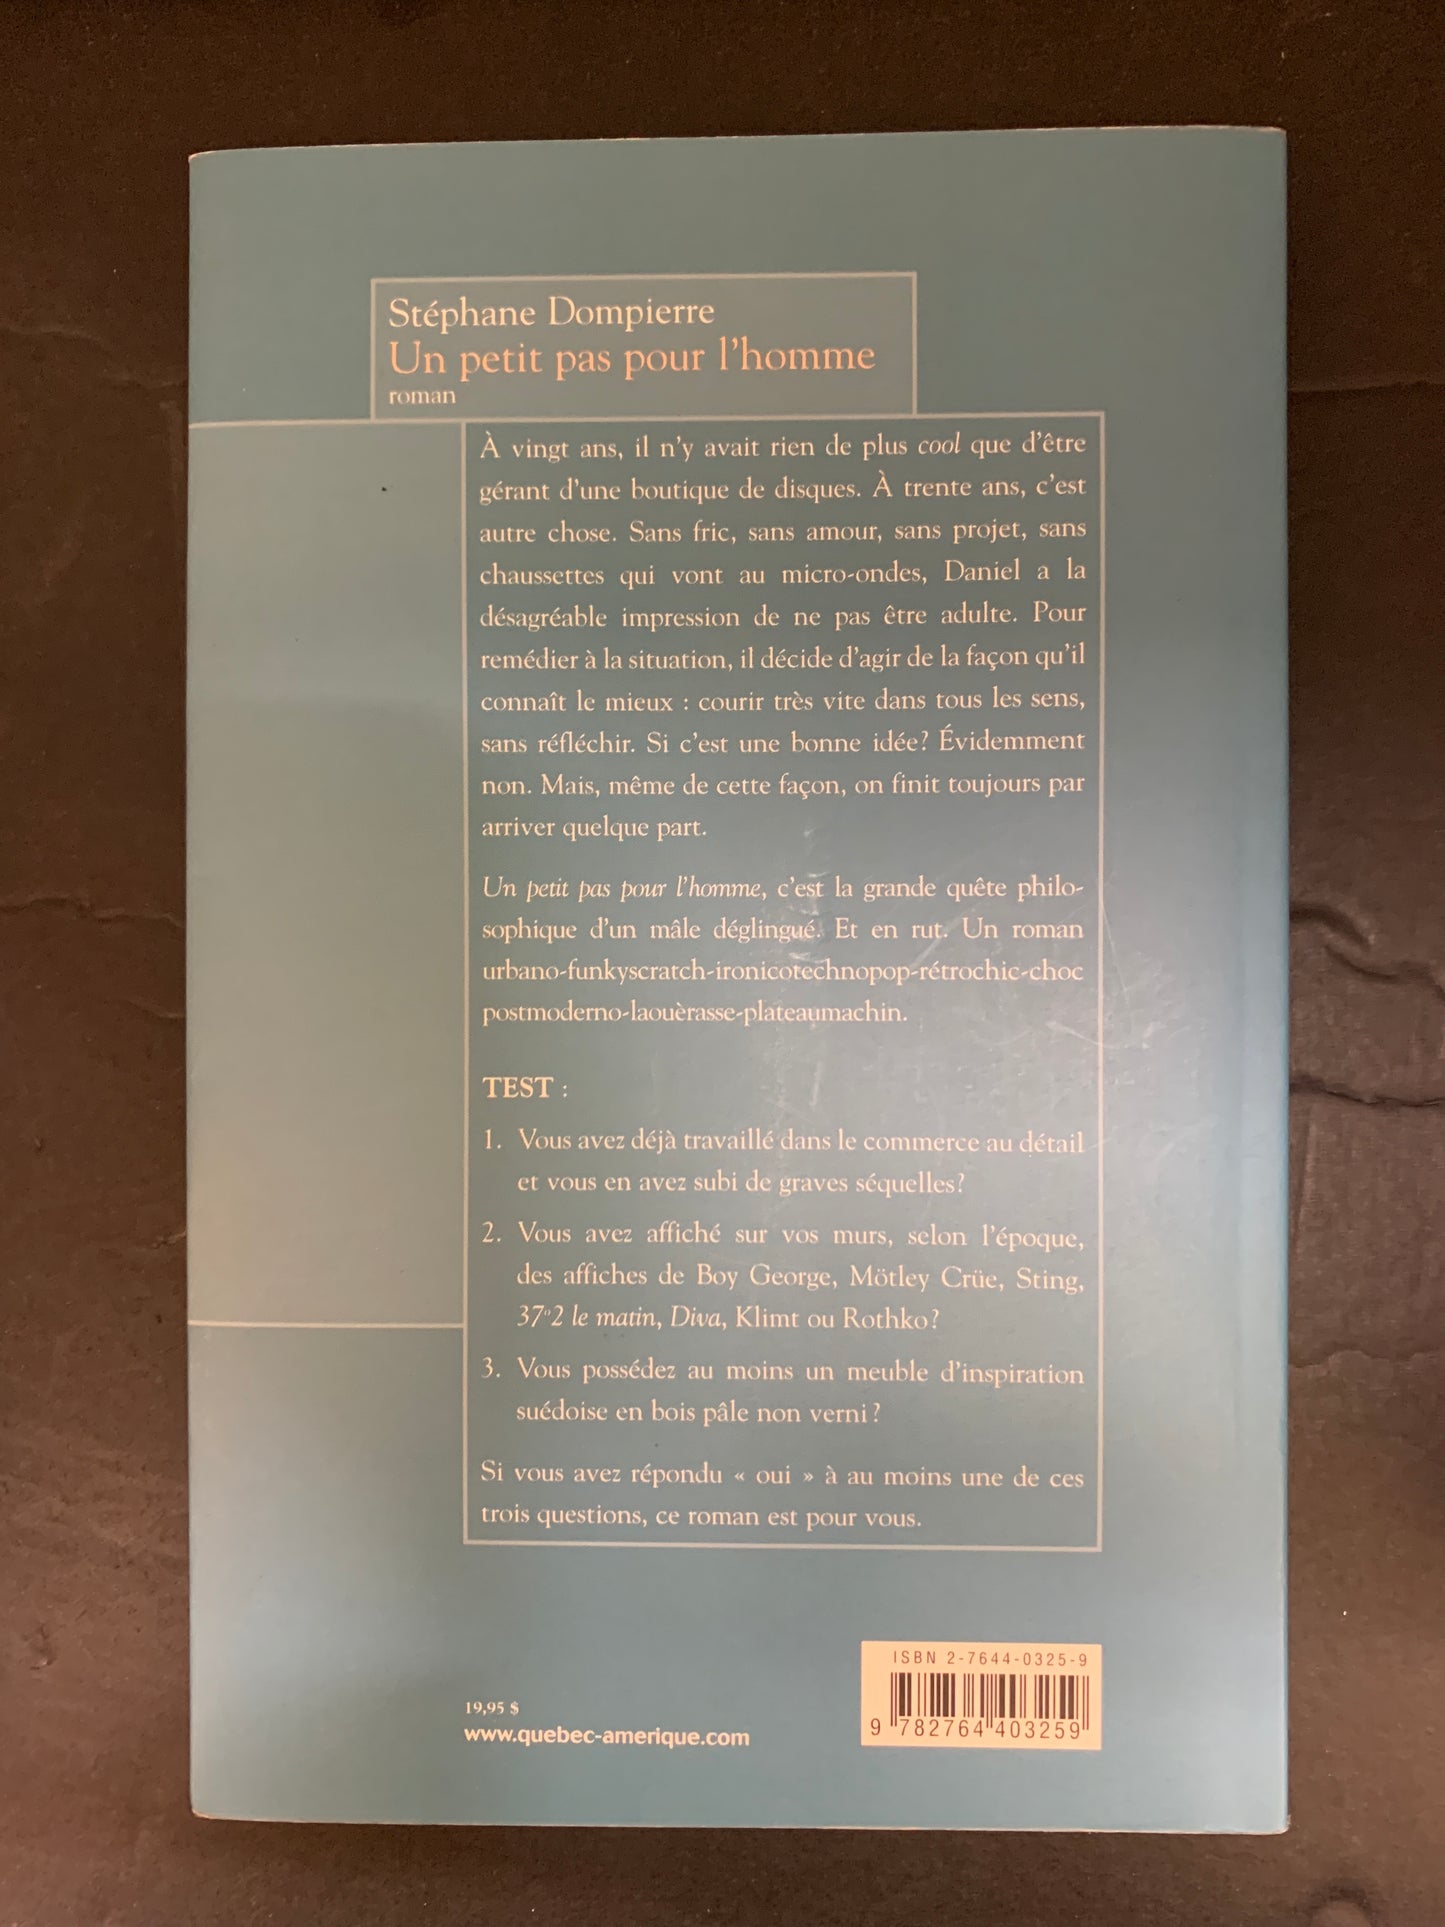 Stéphane Dompierre
Un petit pas pour l'homme
roman
À vingt ans, il n'y avait rien de plus cool que d'être
gérant d'une boutique de disques. À trente ans, c'est
autre chose. Sans fric, sans amour, sans projet, sans
chaussettes qui vont au micro-ondes, Daniel a la
désagréable impression de ne pas être adulte. Pour
remédier à la situation, il décide d'agir de la façon qu'il
connaît le mieux : courir très vite dans tous les sens,
sans réfléchir. Si c'est une bonne idée? Évidemment
non. Mais, même de cette façon, on finit toujours par
arriver quelque part.
Un petit pas pour l'homme, c'est la grande quête philo-
sophique d'un mâle déglingué. Et en rut. Un roman
urbano-funkyscratch-ironicotechnopop-rétrochic-choc
postmoderno-laouèrasse-plateaumachin.
TEST :
1. Vous avez déjà travaillé dans le commerce au détail
et vous en avez subi de graves séquelles?
2. Vous avez affiché sur vos murs, selon l'époque,
des affiches de Boy George, Mötley Crüe, Sting,
37°2 le matin, Diva, Klimt ou Rothko?
3. Vous possédez au moins un meuble d'inspiration
suédoise en bois pâle non verni?
Si vous avez répondu « oui » à au moins une de ces
trois questions, ce roman est pour vous.
ISBN 2-7644-0325-9
9 782764 403259
19,95 $
www.quebec-amerique.com